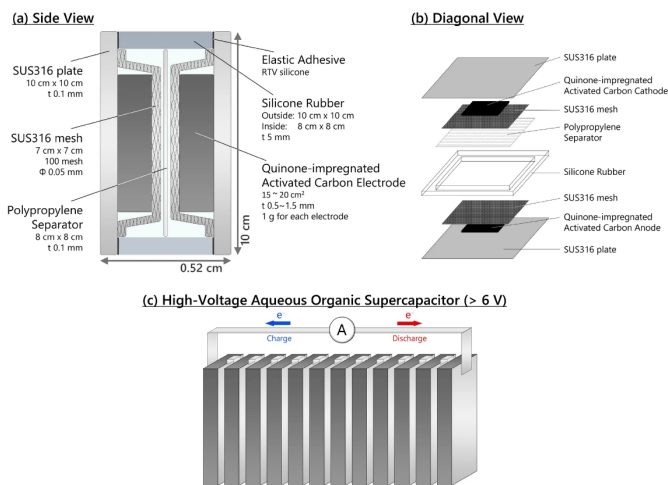 (a) Side View
SUS316 plate
10 cm x 10 cm
t 0.1 mm
SUS316 mesh
7 cm x 7 cm
100 mesh
Φ 0.05 mm
Polypropylene
Separator
8 cm x 8 cm
t 0.1 mm
Elastic Adhesive
RTV silicone
Silicone Rubber
Outside: 10 cm x 10 cm
Inside: 8 cm x 8 cm
t 5 mm
Quinone-impregnated
Activated Carbon Electrode
15 ~ 20 cm²
t 0.5~1.5 mm
1 g for each electrode
10 cm
0.52 cm
(b) Diagonal View
SUS316 plate
Quinone-impregnated
Activated Carbon Cathode
SUS316 mesh
Polypropylene
Separator
Silicone Rubber
SUS316 mesh
Quinone-impregnated
Activated Carbon Anode
SUS316 plate
(c) High-Voltage Aqueous Organic Supercapacitor (> 6 V)
e⁻
Charge
A
e⁻
Discharge